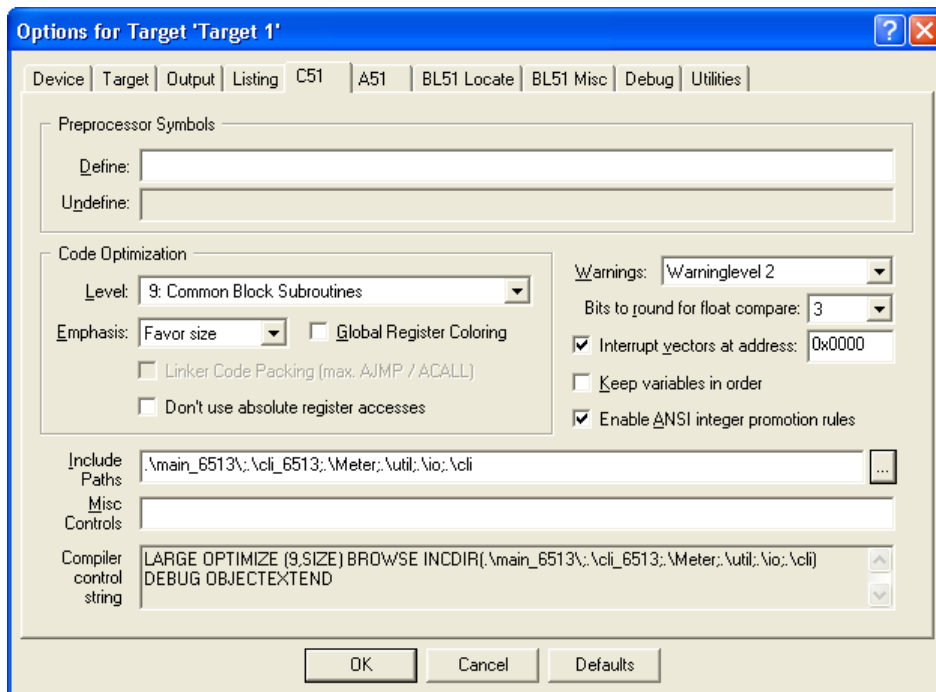 Options for Target 'Target 1'
Device Target Output Listing C51 A51 BL51 Locate BL51 Misc Debug Utilities
Preprocessor Symbols
Define:
Undefine:
Code Optimization
Level: 9: Common Block Subroutines
Emphasis: Favor size Global Register Coloring
Linker Code Packing (max. AJMP / ACALL)
Don't use absolute register accesses
Warnings: Warninglevel 2
Bits to round for float compare: 3
Interrupt vectors at address: 0x0000
Keep variables in order
Enable ANSI integer promotion rules
Include
Paths
.\main_6513\;.\cli_6513;.\Meter;.\util;.\io;.\cli
...
Misc
Controls
Compiler
control
string
LARGE OPTIMIZE (9,SIZE) BROWSE INCDIR(.\main_6513\;.\cli_6513;.\Meter;.\util;.\io;.\cli)
DEBUG OBJECTEXTEND
OK Cancel Defaults